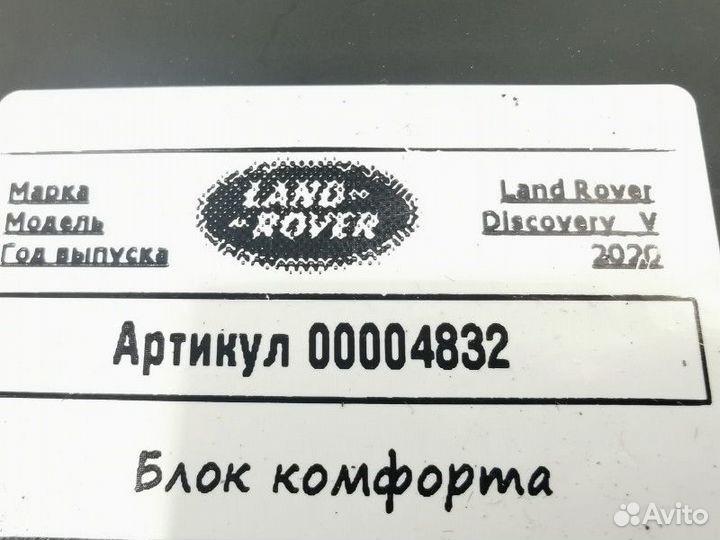 Марка
LAND
Land Rover
Модель
ROVER
Discovery V
Год выпуска
2020
Артикул 00004832
Блок комфорта
Avito